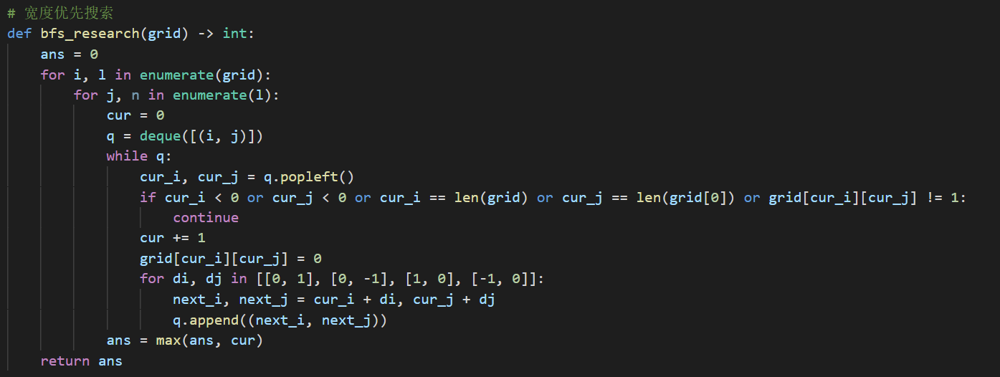 # 宽度优先搜索
def bfs_research(grid) -> int:
    ans = 0
    for i, l in enumerate(grid):
        for j, n in enumerate(l):
            cur = 0
            q = deque([(i, j)])
            while q:
                cur_i, cur_j = q.popleft()
                if cur_i < 0 or cur_j < 0 or cur_i == len(grid) or cur_j == len(grid[0]) or grid[cur_i][cur_j] != 1:
                    continue
                cur += 1
                grid[cur_i][cur_j] = 0
                for di, dj in [[0, 1], [0, -1], [1, 0], [-1, 0]]:
                    next_i, next_j = cur_i + di, cur_j + dj
                    q.append((next_i, next_j))
            ans = max(ans, cur)
    return ans